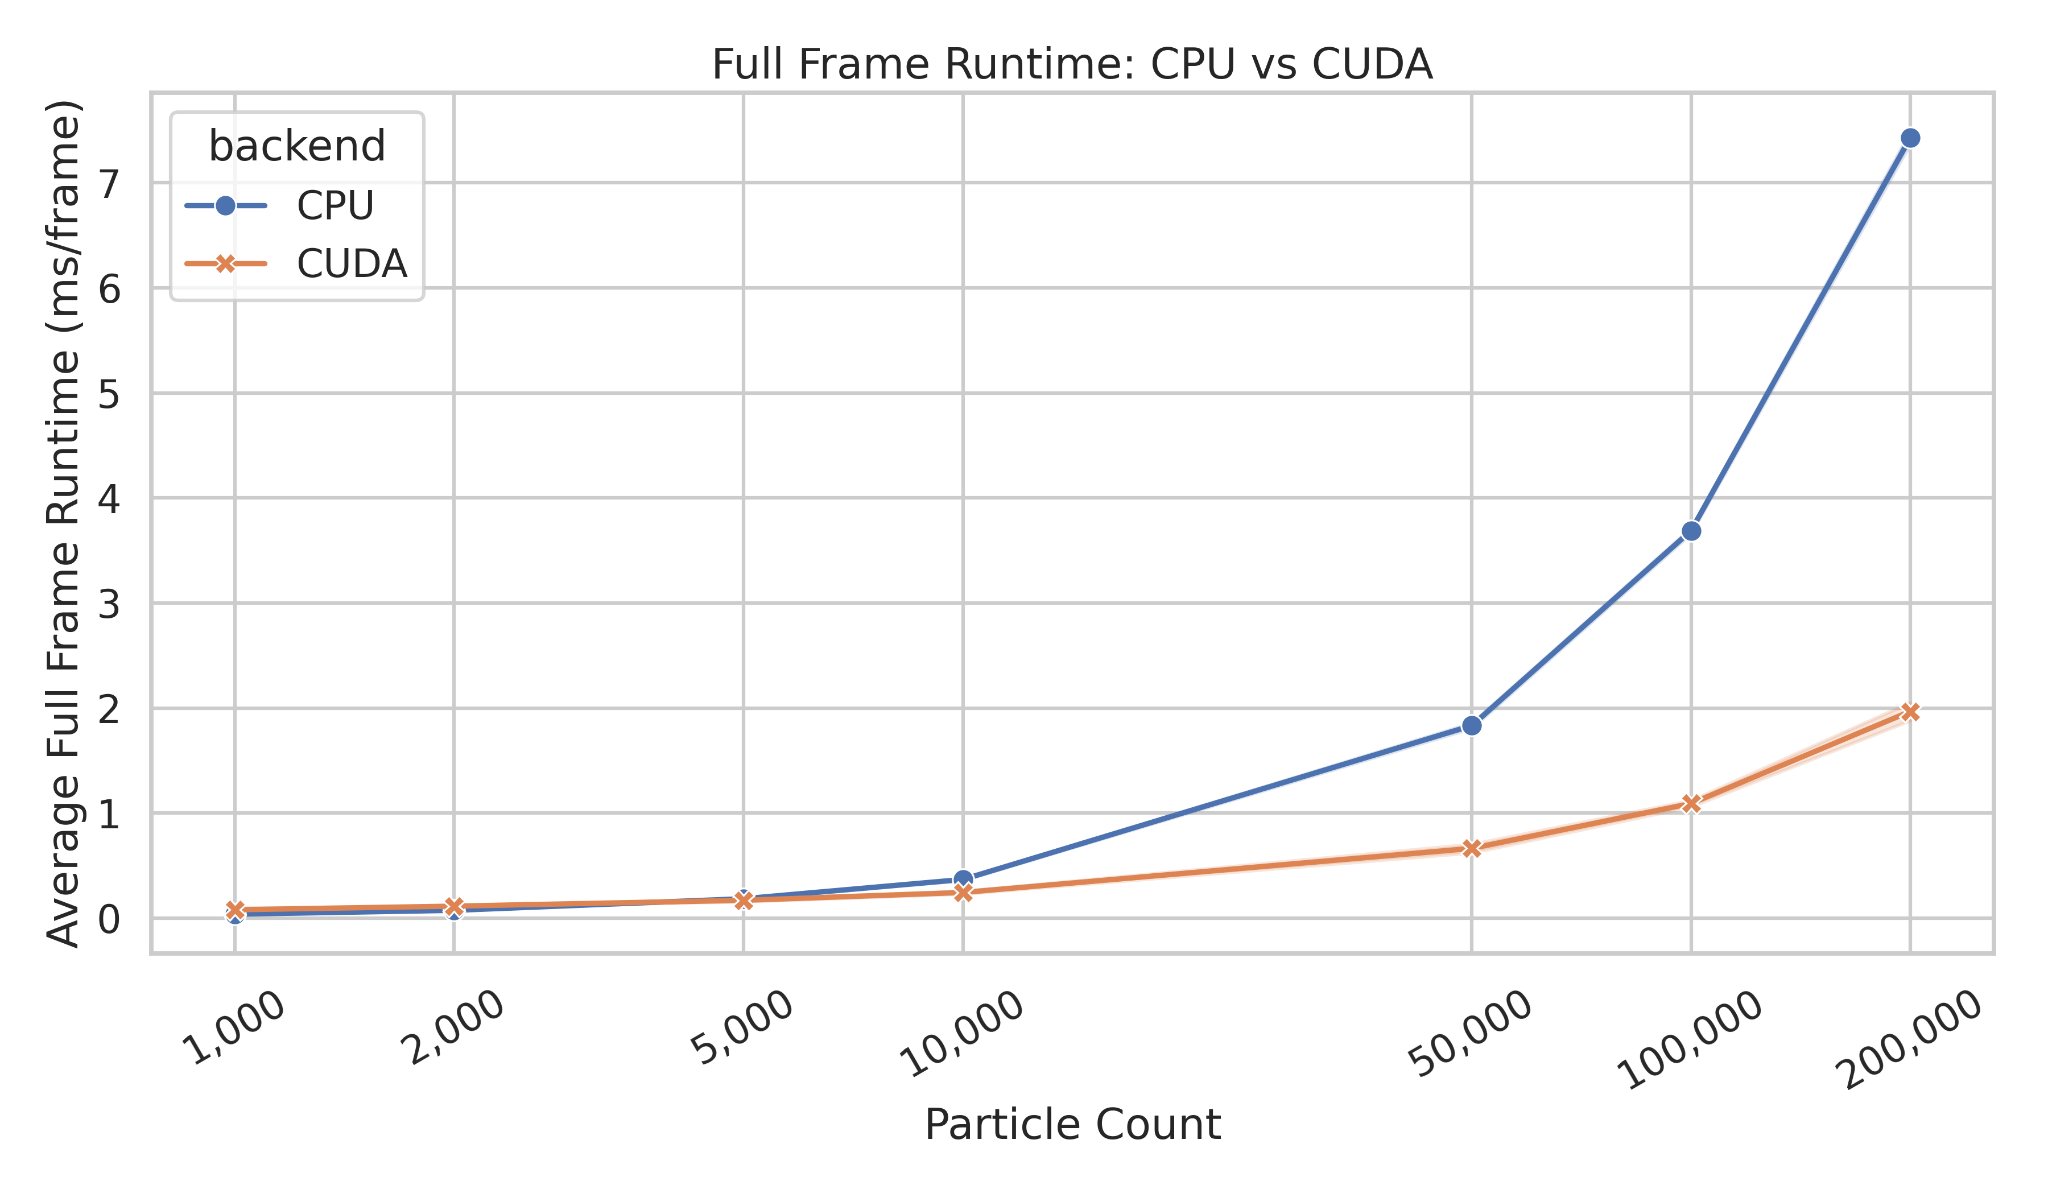 Full Frame Runtime: CPU vs CUDA
Average Full Frame Runtime (ms/frame)
backend
CPU
CUDA
7
6
5
4
3
2
1
0
1,000
2,000
5,000
10,000
50,000
100,000
200,000
Particle Count